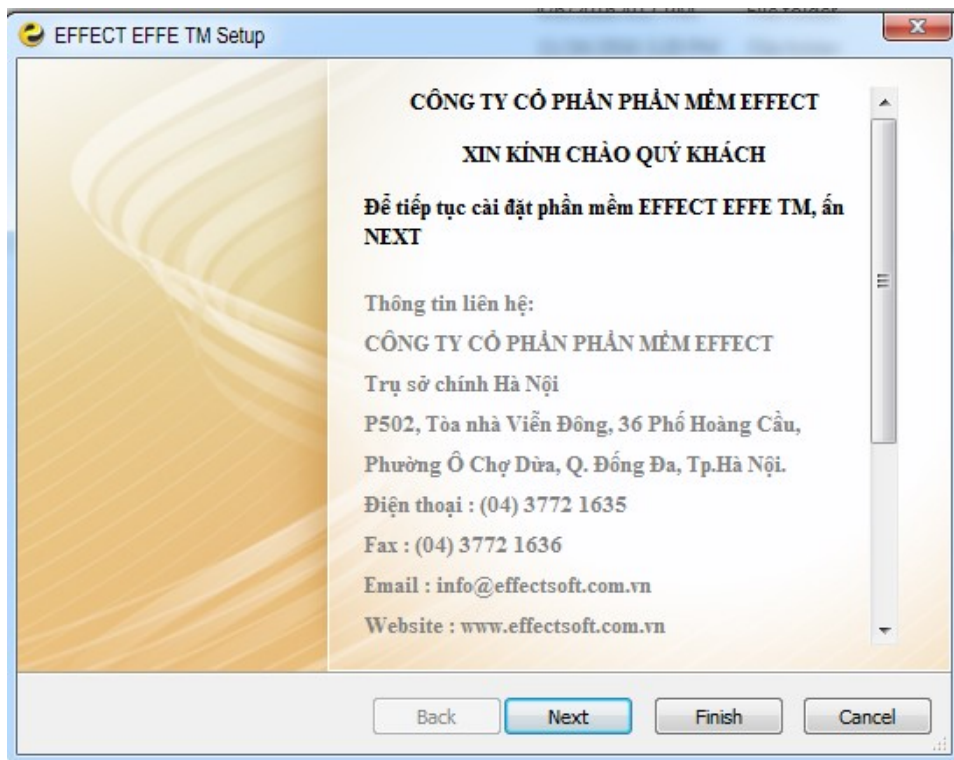 EFFECT EFFE TM Setup
CÔNG TY CỔ PHẦN PHẦN MỀM EFFECT
XIN KÍNH CHÀO QUÝ KHÁCH
Để tiếp tục cài đặt phần mềm EFFECT EFFE TM, ấn
NEXT
Thông tin liên hệ:
CÔNG TY CỔ PHẦN PHẦN MỀM EFFECT
Trụ sở chính Hà Nội
P502, Tòa nhà Viễn Đông, 36 Phố Hoàng Cầu,
Phường Ô Chợ Dừa, Q. Đống Đa, Tp.Hà Nội.
Điện thoại : (04) 3772 1635
Fax : (04) 3772 1636
Email : info@effectsoft.com.vn
Website : www.effectsoft.com.vn
Back Next Finish Cancel